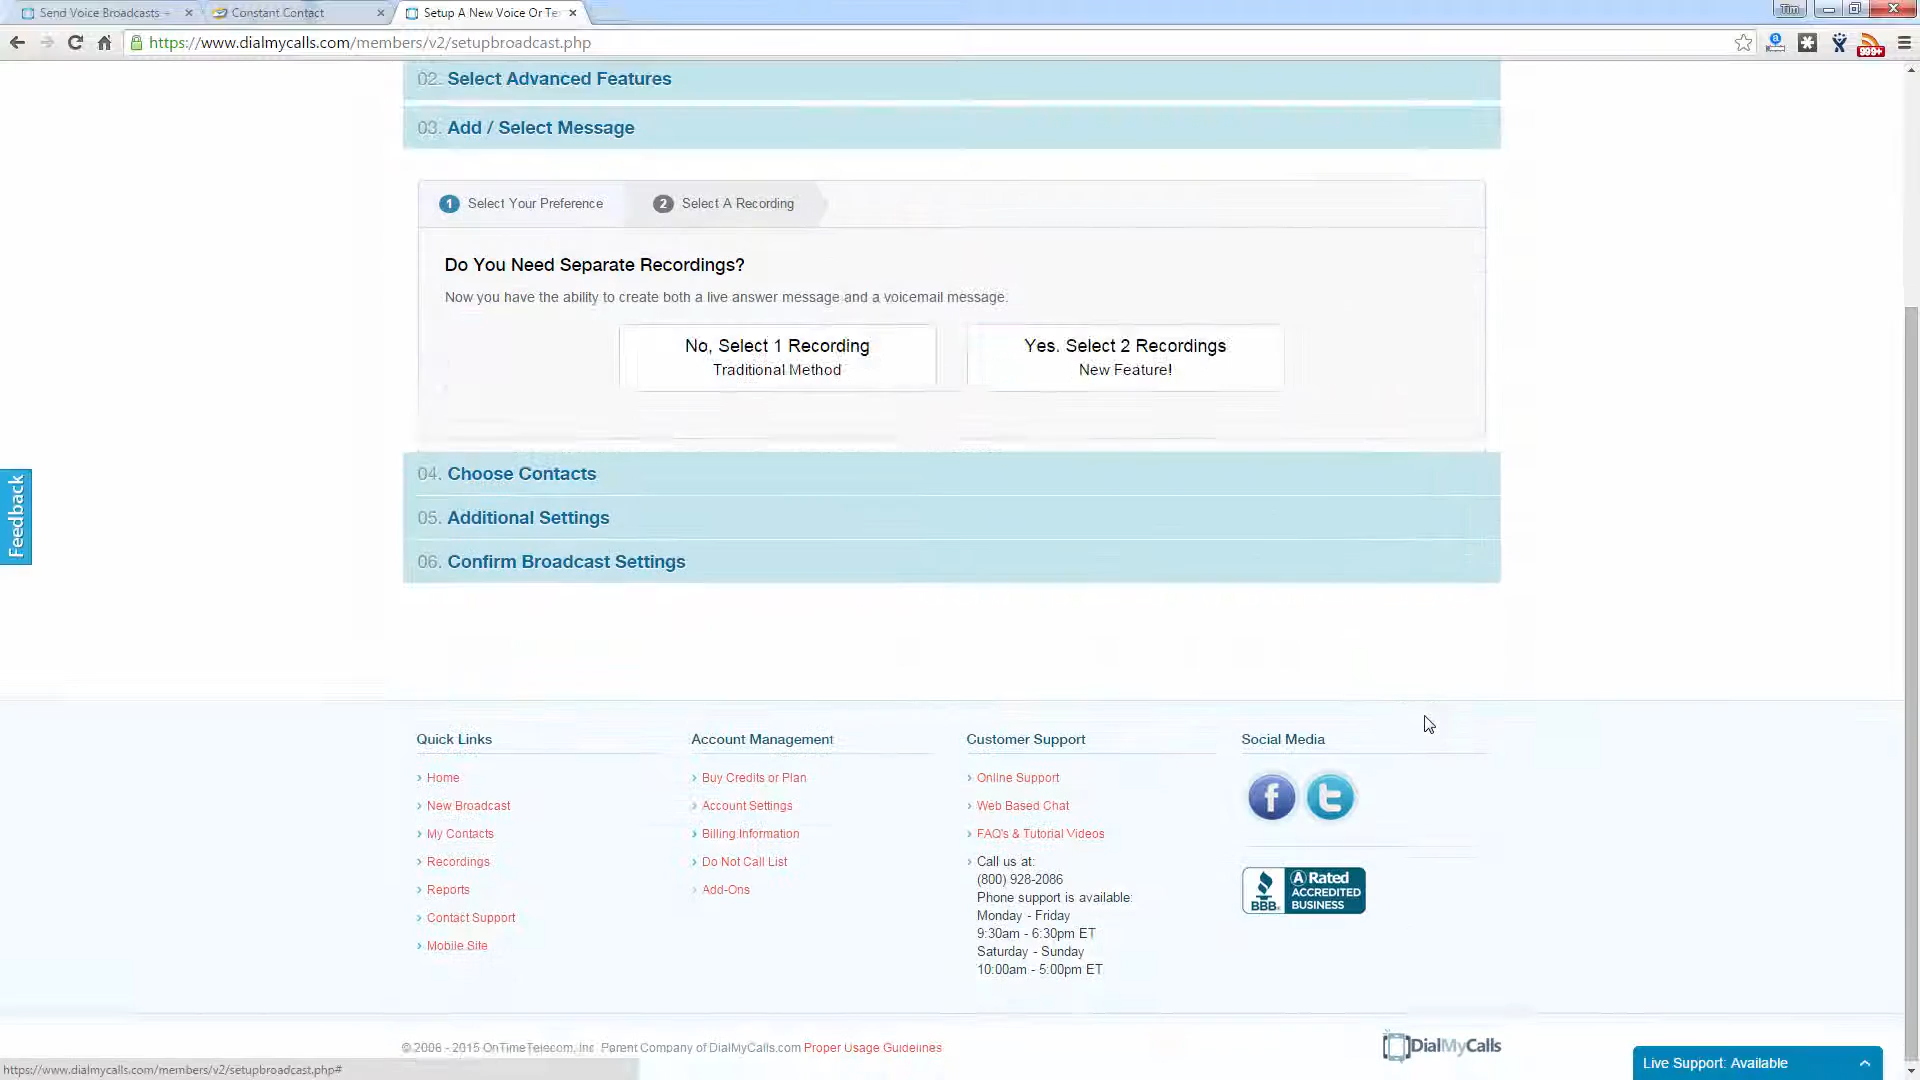 Send Voice Broadcasts -
Constant Contact
Setup A New Voice Or Te
Tim
https://www.dialmycalls.com/members/v2/setupbroadcast.php
999+
02. Select Advanced Features
03. Add / Select Message
1 Select Your Preference
2 Select A Recording
Do You Need Separate Recordings?
Now you have the ability to create both a live answer message and a voicemail message.
No, Select 1 Recording
Traditional Method
Yes. Select 2 Recordings
New Feature!
04. Choose Contacts
05. Additional Settings
06. Confirm Broadcast Settings
Feedback
Quick Links
Home
New Broadcast
My Contacts
Recordings
Reports
Contact Support
Mobile Site
Account Management
Buy Credits or Plan
Account Settings
Billing Information
Do Not Call List
Add-Ons
Customer Support
Online Support
Web Based Chat
FAQ's & Tutorial Videos
Call us at:
(800) 928-2086
Phone support is available:
Monday - Friday
9:30am - 6:30pm ET
Saturday - Sunday
10:00am - 5:00pm ET
Social Media
f
t
BBB.
A Rated
ACCREDITED
BUSINESS
© 2006 - 2015 OnTimeTelecom, Inc. Parent Company of DialMyCalls.com Proper Usage Guidelines
DialMyCalls
Live Support: Available
https://www.dialmycalls.com/members/v2/setupbroadcast.php#